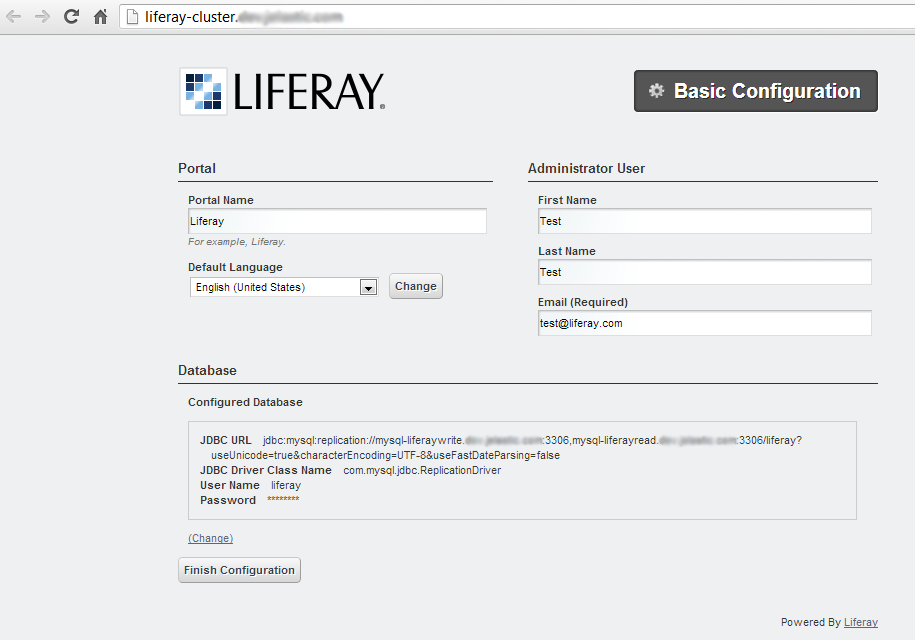 liferay-cluster.
LIFERAY.
Basic Configuration
Portal
Portal Name
Liferay
For example, Liferay.
Default Language
English (United States)
Change
Administrator User
First Name
Test
Last Name
Test
Email (Required)
test@liferay.com
Database
Configured Database
JDBC URL jdbc:mysql:replication://mysql-liferaywrite. :3306,mysql-liferayread. :3306/liferay?
useUnicode=true&characterEncoding=UTF-8&useFastDateParsing=false
JDBC Driver Class Name com.mysql.jdbc.ReplicationDriver
User Name liferay
Password ********
(Change)
Finish Configuration
Powered By Liferay